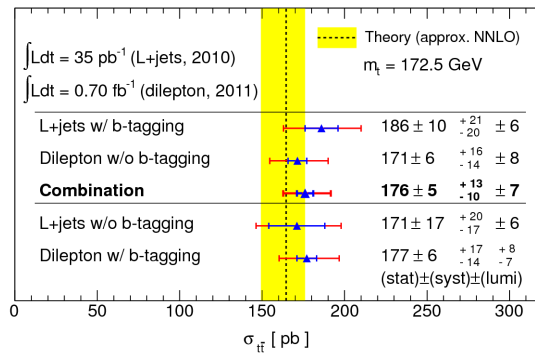 Theory (approx. NNLO)
∫Ldt = 35 pb⁻¹ (L+jets, 2010)
mₜ = 172.5 GeV
∫Ldt = 0.70 fb⁻¹ (dilepton, 2011)
L+jets w/ b-tagging 186 ± 10 + 21 - 20 ± 6
Dilepton w/o b-tagging 171 ± 6 + 16 - 14 ± 8
Combination 176 ± 5 + 13 - 10 ± 7
L+jets w/o b-tagging 171 ± 17 + 20 - 17 ± 6
Dilepton w/ b-tagging 177 ± 6 + 17 - 14 + 8 - 7
(stat)±(syst)±(lumi)
0 50 100 150 200 250 300
σ_{tt̄} [ pb ]